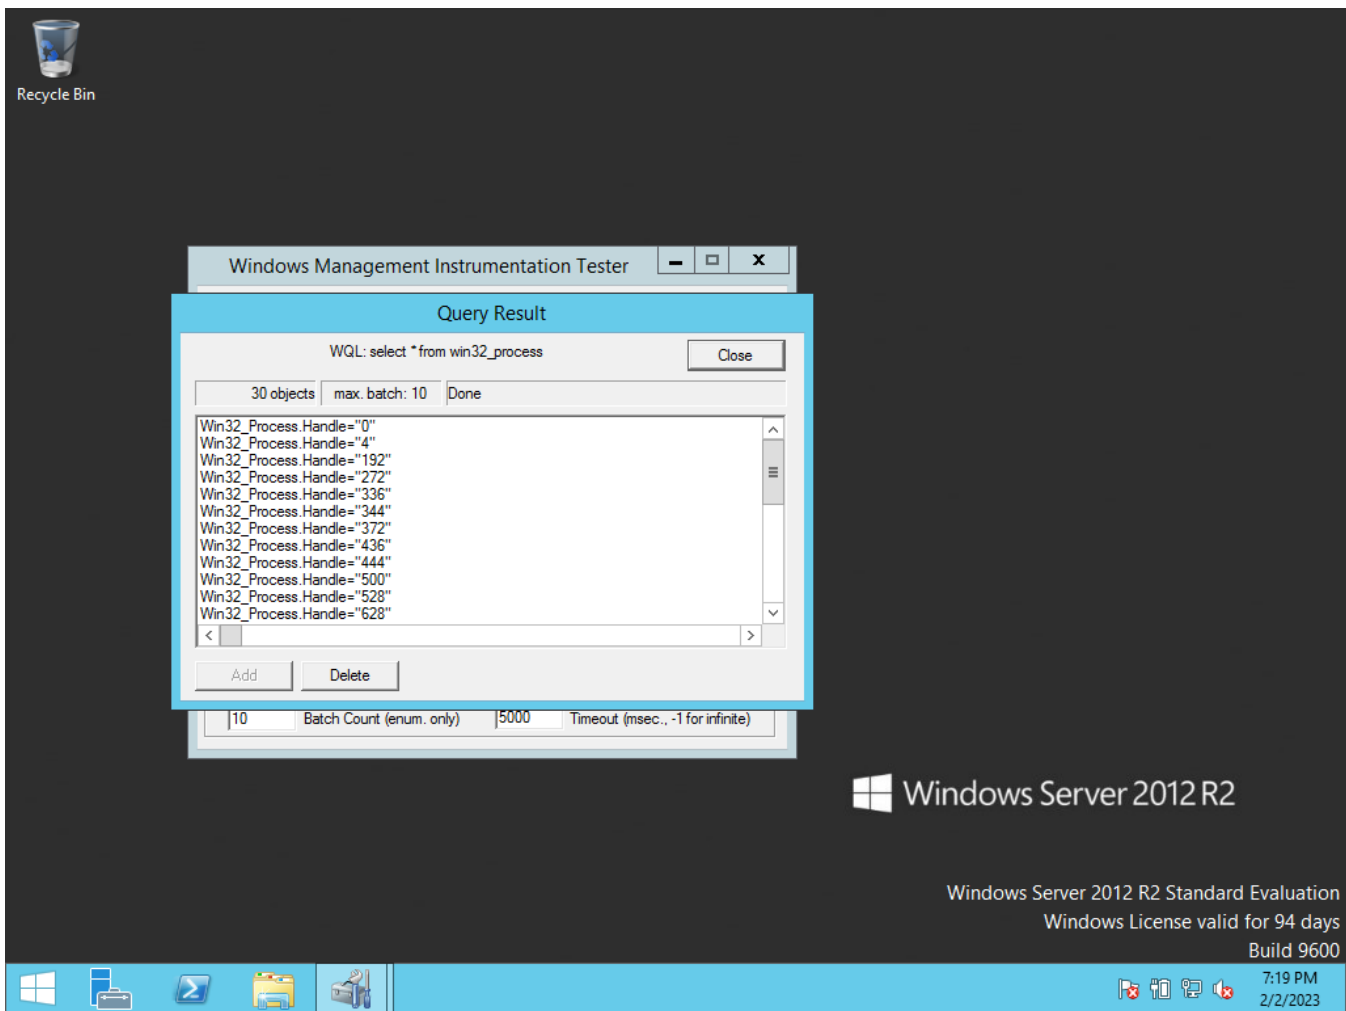 Recycle Bin
Windows Management Instrumentation Tester
Query Result
WQL: select * from win32_process
Close
30 objects
max. batch: 10
Done
Win32_Process.Handle="0"
Win32_Process.Handle="4"
Win32_Process.Handle="192"
Win32_Process.Handle="272"
Win32_Process.Handle="336"
Win32_Process.Handle="344"
Win32_Process.Handle="372"
Win32_Process.Handle="436"
Win32_Process.Handle="444"
Win32_Process.Handle="500"
Win32_Process.Handle="528"
Win32_Process.Handle="628"
Add
Delete
10
Batch Count (enum. only)
5000
Timeout (msec., -1 for infinite)
Windows Server 2012 R2
Windows Server 2012 R2 Standard Evaluation
Windows License valid for 94 days
Build 9600
7:19 PM
2/2/2023